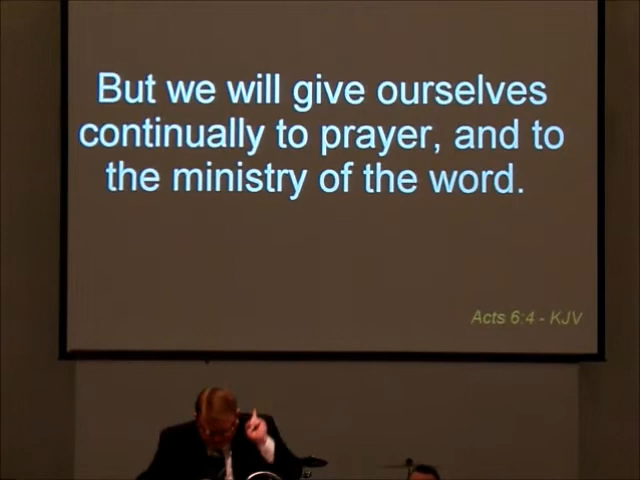 But we will give ourselves
continually to prayer, and to
the ministry of the word.
Acts 6:4 - KJV